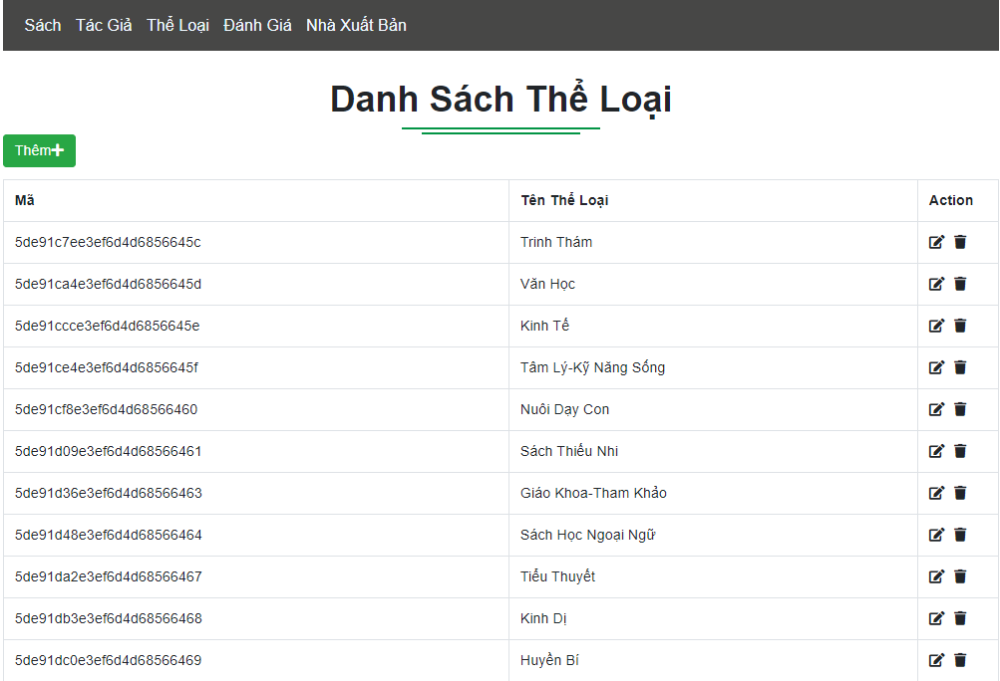 Sách Tác Giả Thể Loại Đánh Giá Nhà Xuất Bản
Danh Sách Thể Loại
Thêm
Mã Tên Thể Loại Action
5de91c7ee3ef6d4d6856645c Trinh Thám
5de91ca4e3ef6d4d6856645d Văn Học
5de91ccce3ef6d4d6856645e Kinh Tế
5de91ce4e3ef6d4d6856645f Tâm Lý-Kỹ Năng Sống
5de91cf8e3ef6d4d68566460 Nuôi Dạy Con
5de91d09e3ef6d4d68566461 Sách Thiếu Nhi
5de91d36e3ef6d4d68566463 Giáo Khoa-Tham Khảo
5de91d48e3ef6d4d68566464 Sách Học Ngoại Ngữ
5de91da2e3ef6d4d68566467 Tiểu Thuyết
5de91db3e3ef6d4d68566468 Kinh Dị
5de91dc0e3ef6d4d68566469 Huyền Bí